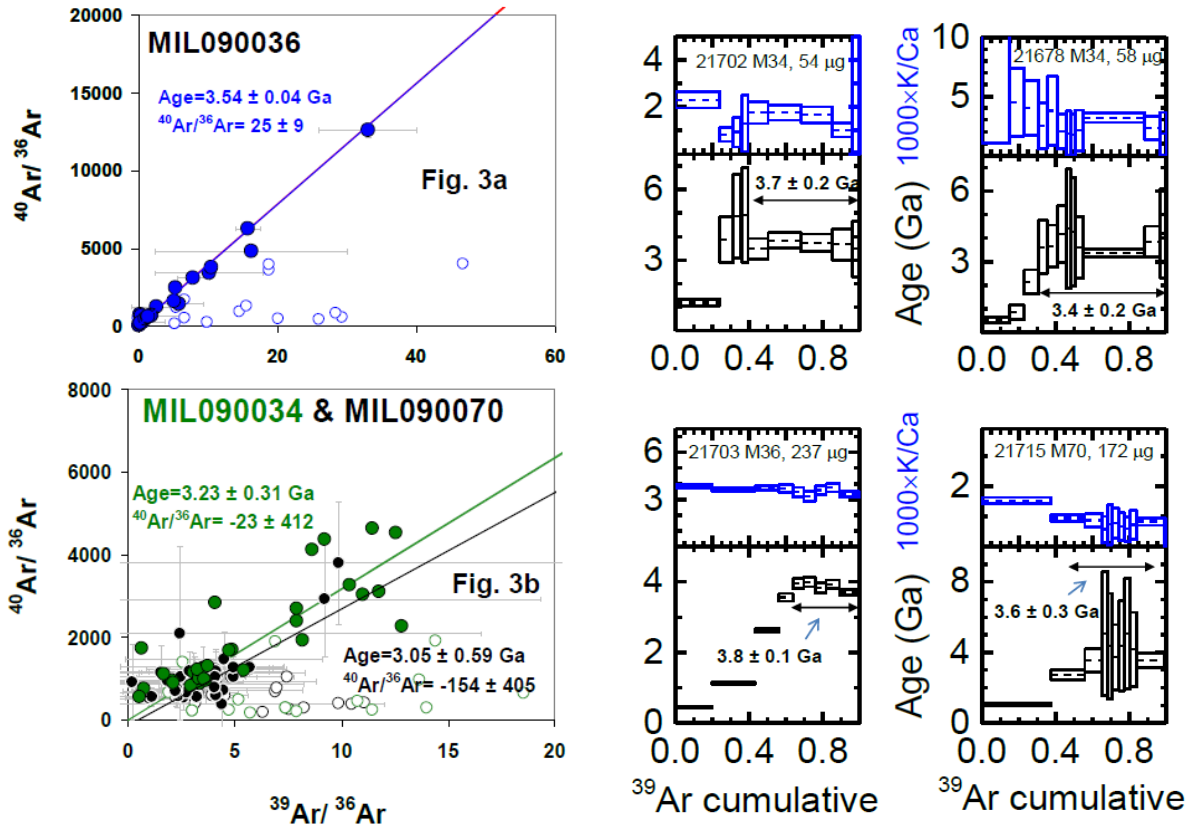 20000
15000
10000
5000
0
0
20
40
60
⁴⁰Ar/ ³⁶Ar
MIL090036
Age=3.54 ± 0.04 Ga
⁴⁰Ar/³⁶Ar= 25 ± 9
Fig. 3a
8000
6000
4000
2000
0
0
5
10
15
20
⁴⁰Ar/ ³⁶Ar
³⁹Ar/ ³⁶Ar
MIL090034 & MIL090070
Age=3.23 ± 0.31 Ga
⁴⁰Ar/³⁶Ar= -23 ± 412
Fig. 3b
Age=3.05 ± 0.59 Ga
⁴⁰Ar/³⁶Ar= -154 ± 405
4
2
21702 M34, 54 µg
6
3
3.7 ± 0.2 Ga
0.0 0.4 0.8
1000×K/Ca
Age (Ga)
10
5
21678 M34, 58 µg
6
3
3.4 ± 0.2 Ga
0.0 0.4 0.8
³⁹Ar cumulative
6
3
21703 M36, 237 µg
4
2
0
3.8 ± 0.1 Ga
0.0 0.4 0.8
³⁹Ar cumulative
1000×K/Ca
Age (Ga)
2
21715 M70, 172 µg
8
4
0
3.6 ± 0.3 Ga
0.0 0.4 0.8
³⁹Ar cumulative